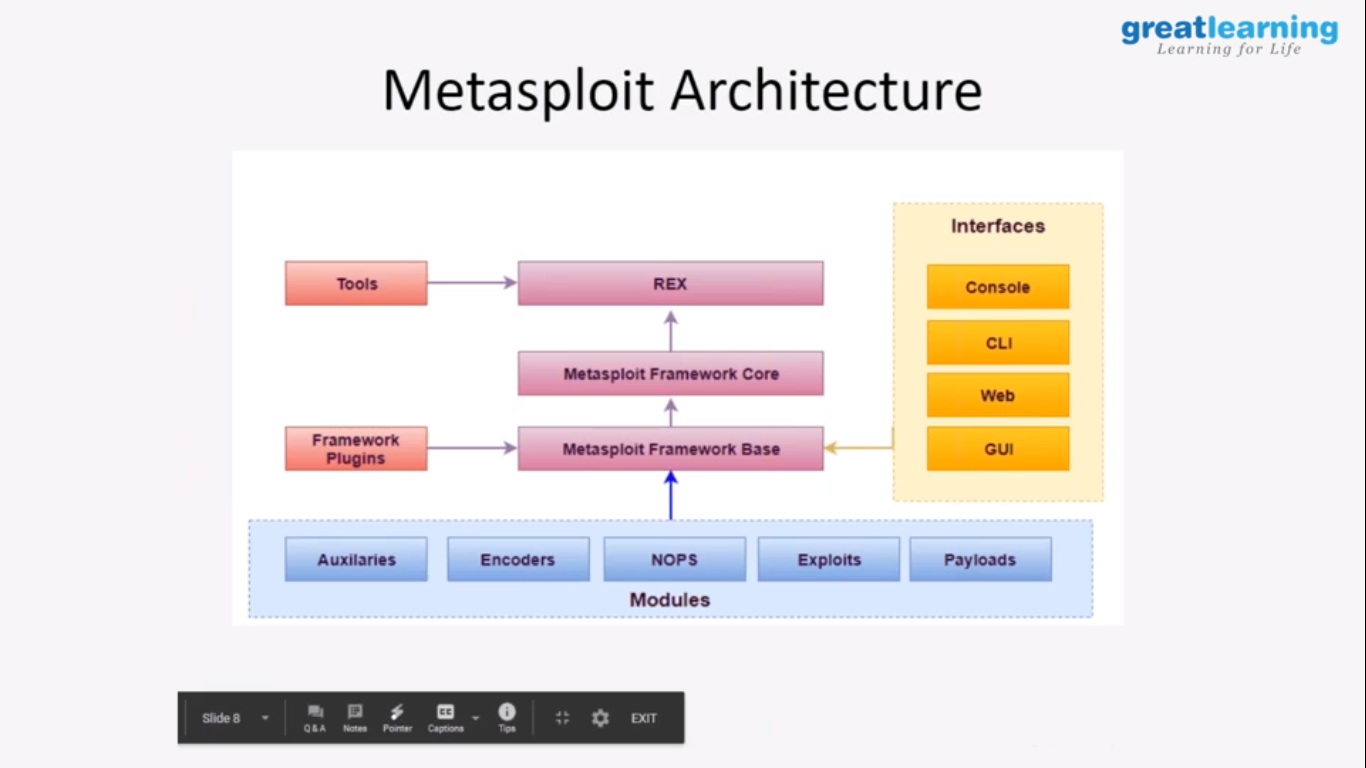 greatlearning
Learning for Life
Metasploit Architecture
Interfaces
Tools
REX
Console
Metasploit Framework Core
CLI
Web
Framework
Plugins
Metasploit Framework Base
GUI
Auxilaries
Encoders
NOPS
Exploits
Payloads
Modules
Slide 8
Q & A
Notes
Pointer
CC
Captions
Tips
EXIT